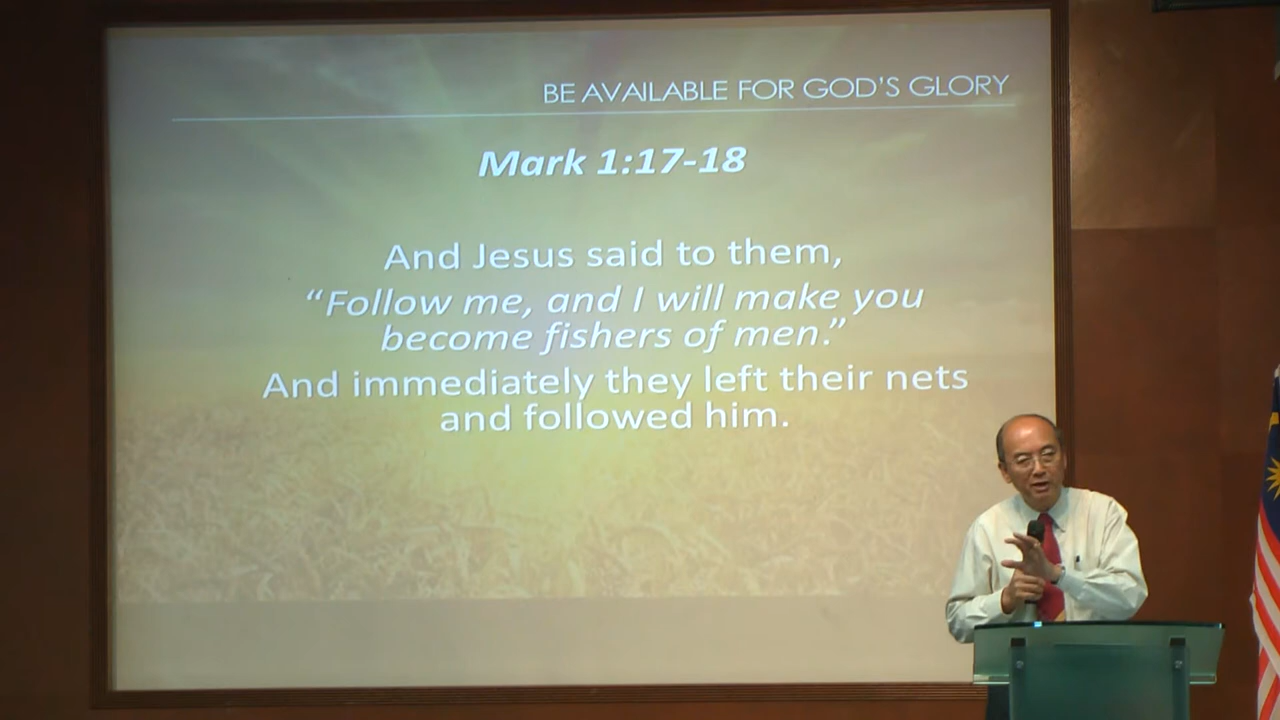 BE AVAILABLE FOR GOD'S GLORY
Mark 1:17-18
And Jesus said to them,
“Follow me, and I will make you
become fishers of men.”
And immediately they left their nets
and followed him.